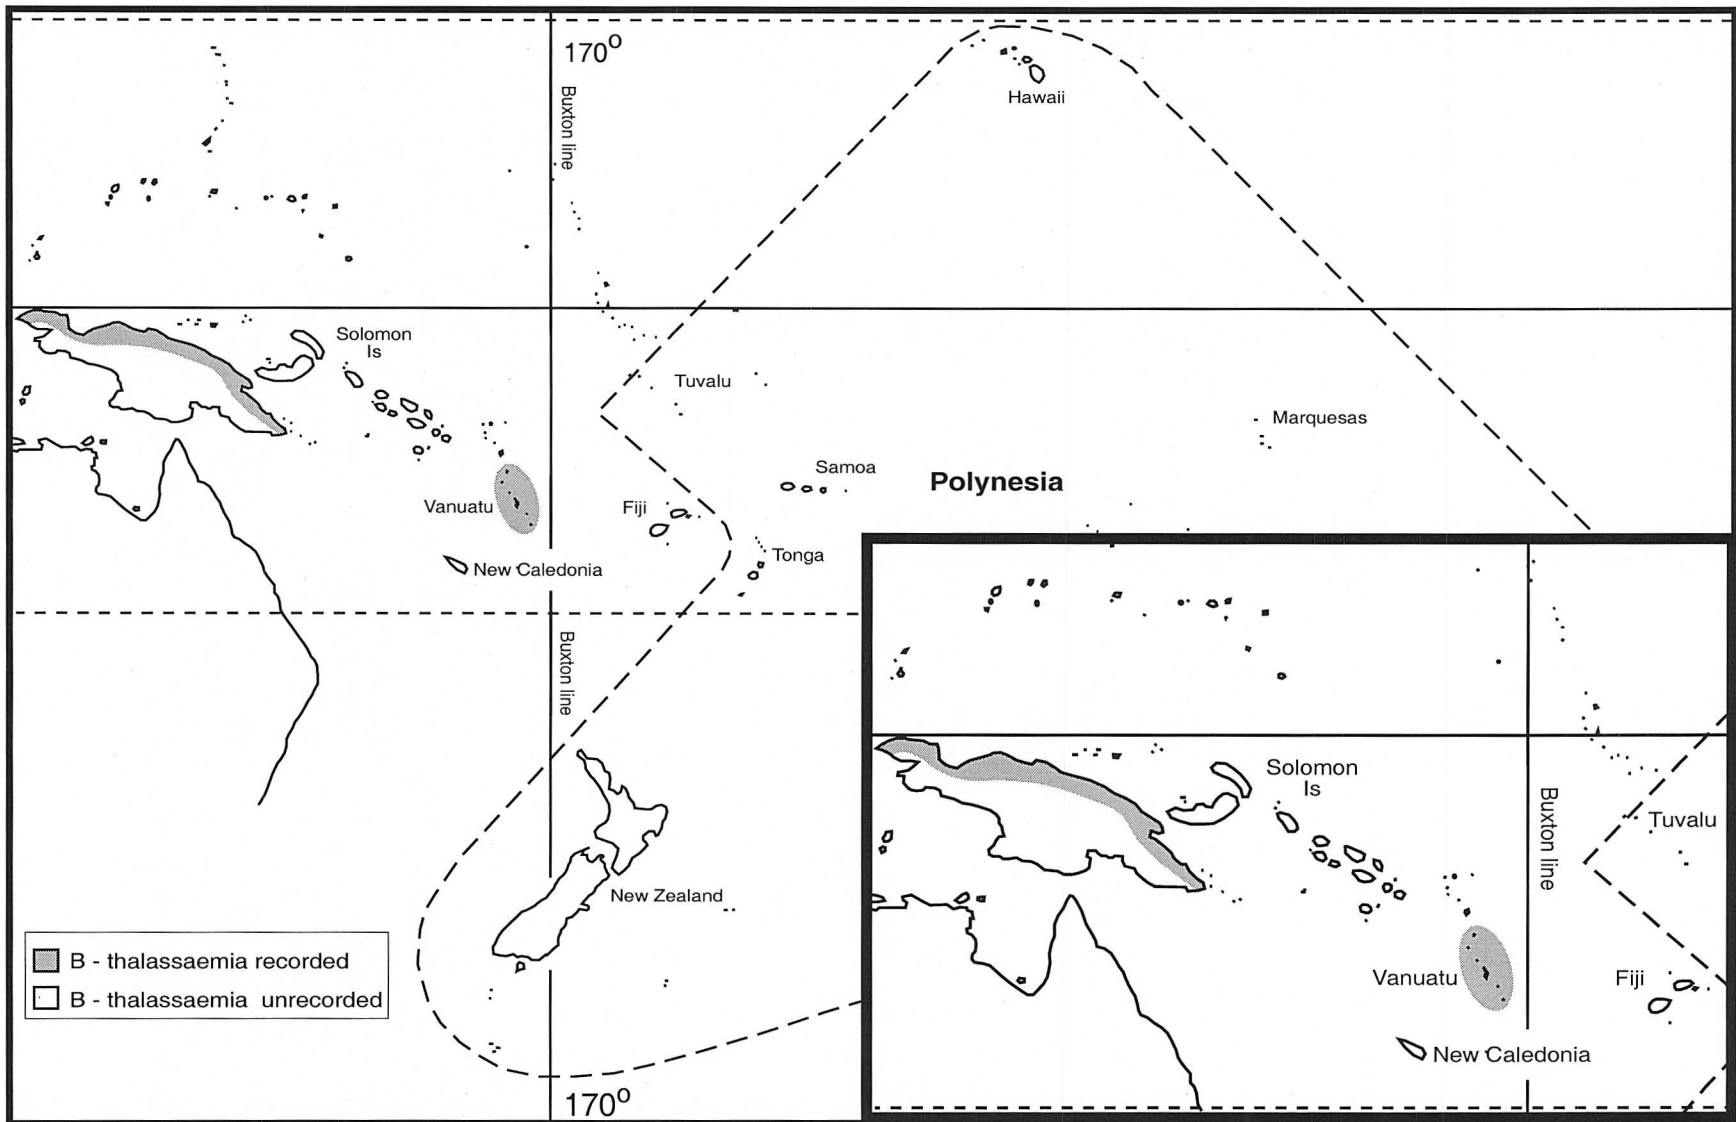 170°
Buxton line
Hawaii
Solomon
Is
Tuvalu
Marquesas
Samoa
Polynesia
Vanuatu
Fiji
Tonga
New Caledonia
Buxton line
New Zealand
B - thalassaemia recorded
B - thalassaemia unrecorded
170°
Solomon
Is
Buxton line
Tuvalu
Vanuatu
Fiji
New Caledonia